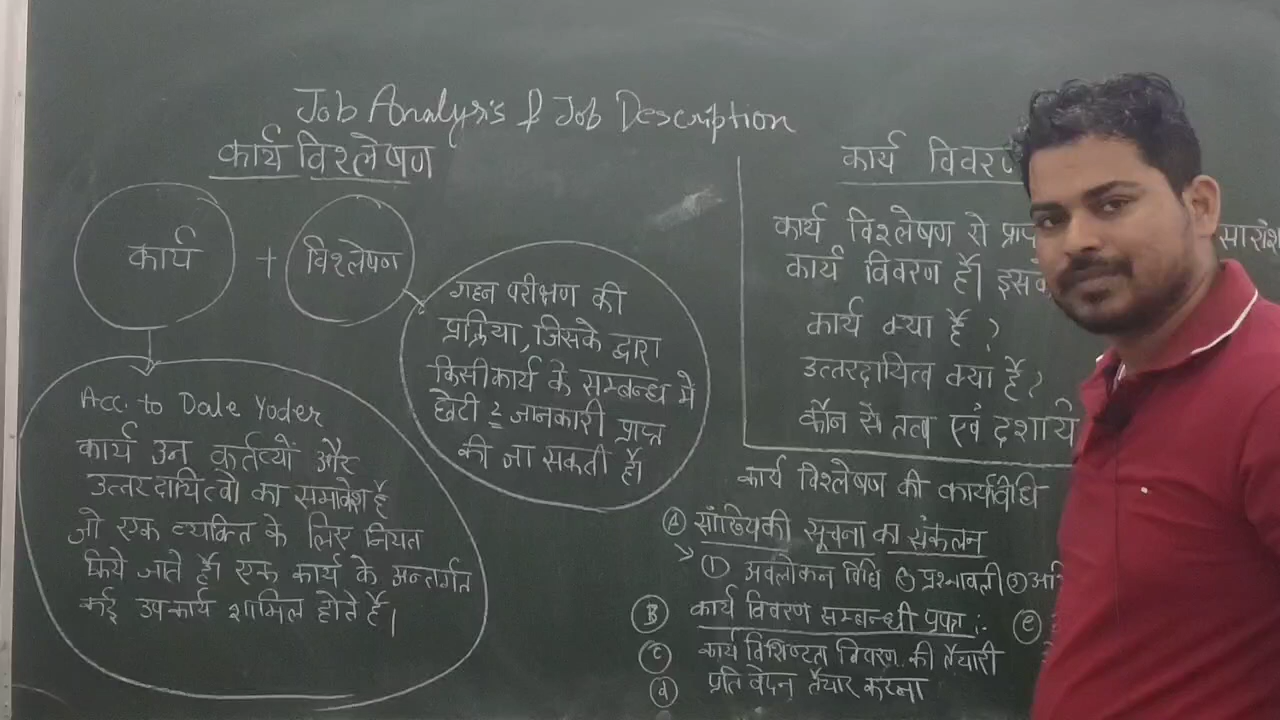 Job Analysis & Job Description
कार्य विश्लेषण
कार्य + विश्लेषण
Acc. to Dale Yoder
कार्य उन कर्तव्यों और
उत्तरदायित्वो का समावेश है
जो एक व्यक्ति के लिए नियत
किये जाते हैं। एक कार्य के अन्तर्गत
कई उपकार्य शामिल होते हैं।
गहन परीक्षण की
प्रक्रिया, जिसके द्वारा
किसी कार्य के सम्बन्ध मे
छोटी २ जानकारी प्राप्त
की जा सकती है।
कार्य विवरण
कार्य विश्लेषण से प्राप सारांश
कार्य विवरण है। इसके
कार्य क्या है ?
उत्तरदायित्व क्या है ?
कौन से तत्व एवं दशाये
कार्य विश्लेषण की कार्यविधि
A सांख्यिकी सूचना का संकलन
① अवलोकन विधि ② प्रश्नावली ③
B कार्य विवरण सम्बन्धी प्रपत्र :- e
c कार्य विशिष्टता विवरण की तैयारी
d प्रतिवेदन तैयार करना